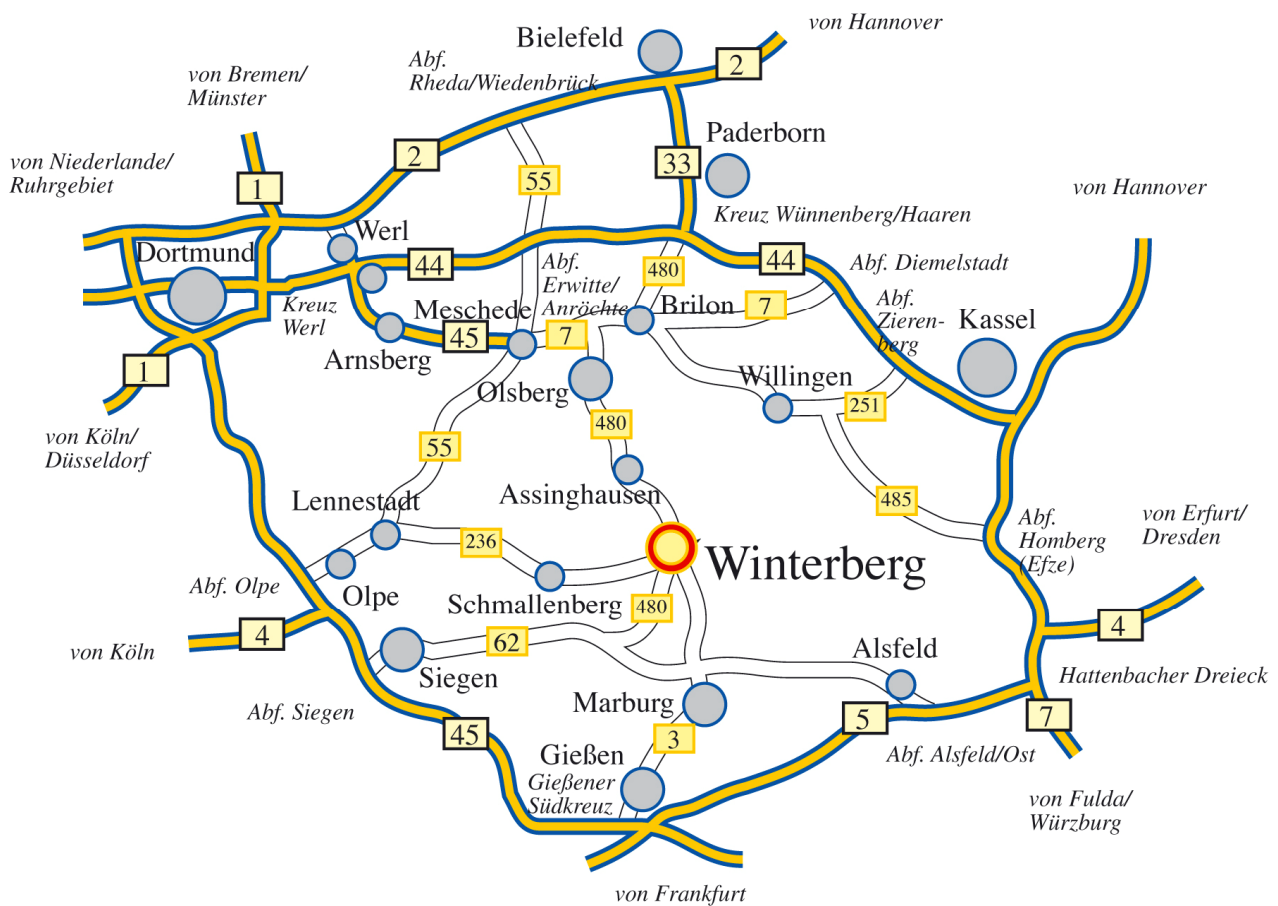 von Hannover
Bielefeld
2
Abf.
Rheda/Wiedenbrück
von Bremen/
Münster
Paderborn
2
33
von Niederlande/
Ruhrgebiet
1
55
von Hannover
Kreuz Wünnenberg/Haaren
Werl
Dortmund
44
Abf.
Erwitte/
Anröchte
480
44
Abf. Diemelstadt
Kreuz
Werl
Meschede
Brilon
7
Abf.
Zieren-
berg
Kassel
45
7
Arnsberg
1
Olsberg
Willingen
251
480
von Köln/
Düsseldorf
55
Assinghausen
Lennestadt
485
236
Abf.
Homberg
(Efze)
von Erfurt/
Dresden
Winterberg
Abf. Olpe
Olpe
Schmallenberg
480
4
4
62
von Köln
Siegen
Alsfeld
Hattenbacher Dreieck
Abf. Siegen
Marburg
5
7
45
3
Gießen
Gießener
Südkreuz
Abf. Alsfeld/Ost
von Fulda/
Würzburg
von Frankfurt